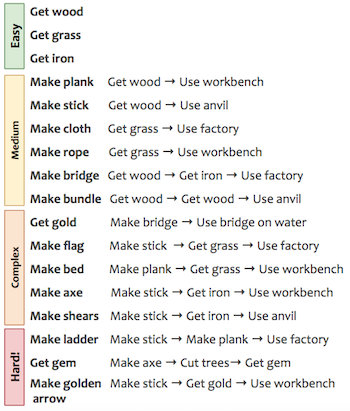 Easy
Get wood
Get grass
Get iron
Medium
Make plank Get wood → Use workbench
Make stick Get wood → Use anvil
Make cloth Get grass → Use factory
Make rope Get grass → Use workbench
Make bridge Get wood → Get iron → Use factory
Make bundle Get wood → Get wood → Use anvil
Complex
Get gold Make bridge → Use bridge on water
Make flag Make stick → Get grass → Use factory
Make bed Make plank → Get grass → Use workbench
Make axe Make stick → Get iron → Use workbench
Make shears Make stick → Get iron → Use anvil
Hard!
Make ladder Make stick → Make plank → Use factory
Get gem Make axe → Cut trees→ Get gem
Make golden Make stick → Get gold → Use workbench
arrow